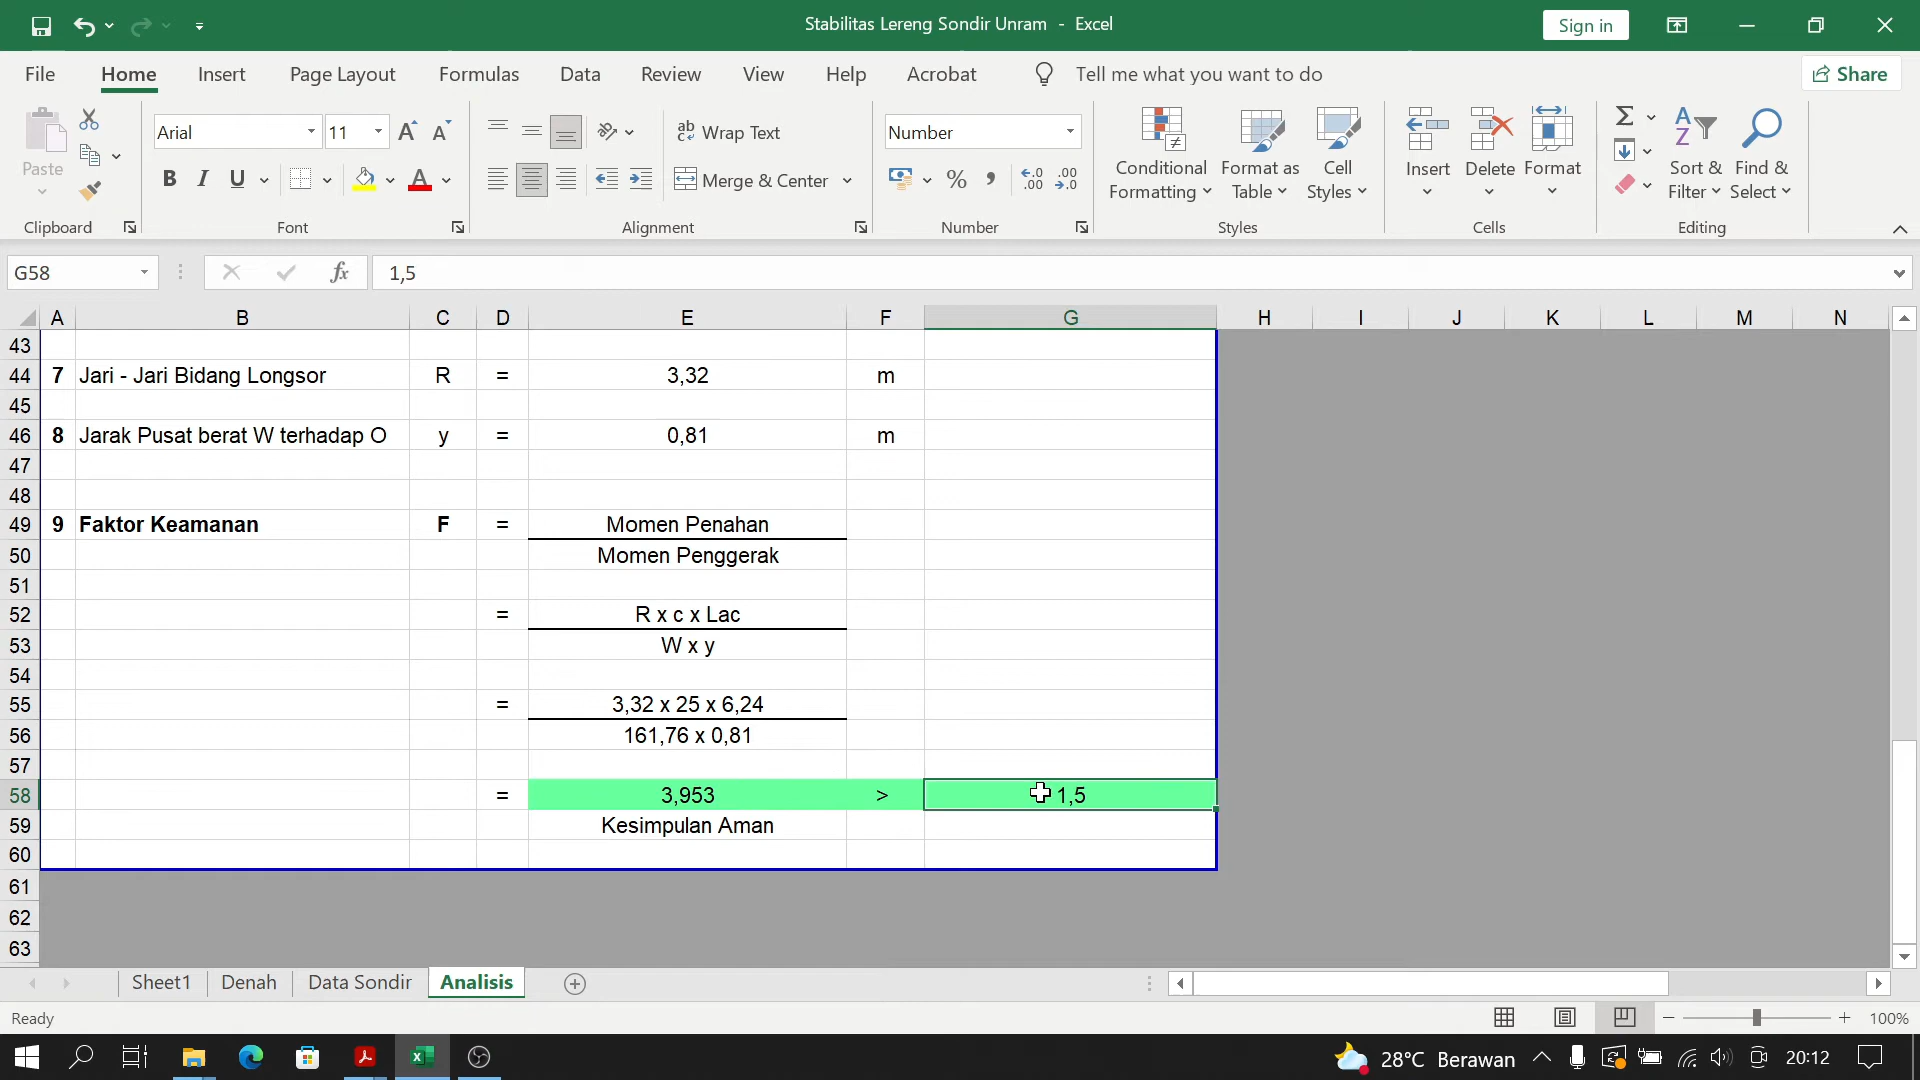 Stabilitas Lereng Sondir Unram - Excel
Sign in
File Home Insert Page Layout Formulas Data Review View Help Acrobat Tell me what you want to do Share
Paste
Clipboard
Arial 11
B I U
Font
Wrap Text
Merge & Center
Alignment
Number
Number
Conditional Formatting
Format as Table
Cell Styles
Styles
Insert Delete Format
Cells
Sort & Filter
Find & Select
Editing
G58 fx 1,5
A B C D E F G H I J K L M N
43
44 7 Jari - Jari Bidang Longsor R = 3,32 m
45
46 8 Jarak Pusat berat W terhadap O y = 0,81 m
47
48
49 9 Faktor Keamanan F = Momen Penahan
50 Momen Penggerak
51
52 = R x c x Lac
53 W x y
54
55 = 3,32 x 25 x 6,24
56 161,76 x 0,81
57
58 = 3,953 > 1,5
59 Kesimpulan Aman
60
61
62
63
Sheet1 Denah Data Sondir Analisis
Ready 100%
28°C Berawan 20:12